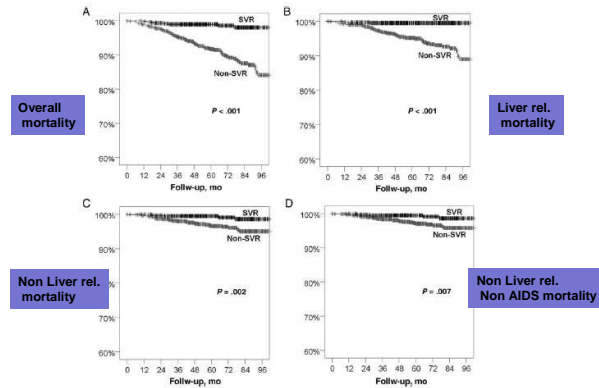 A
SVR
100%
90%
Non-SVR
80%
P < .001
70%
60%
0 12 24 36 48 60 72 84 96
Follw-up, mo
Overall
mortality
B
SVR
100%
90%
Non-SVR
80%
P < .001
70%
60%
0 12 24 36 48 60 72 84 96
Follw-up, mo
Liver rel.
mortality
C
SVR
100%
Non-SVR
90%
80%
P = .002
70%
60%
0 12 24 36 48 60 72 84 96
Follw-up, mo
Non Liver rel.
mortality
D
SVR
100%
Non-SVR
90%
80%
P = .007
70%
60%
0 12 24 36 48 60 72 84 96
Follw-up, mo
Non Liver rel.
Non AIDS mortality